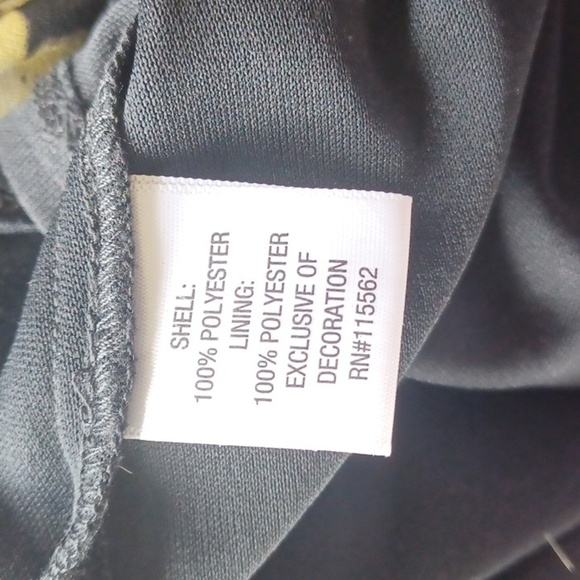 SHELL:
100% POLYESTER
LINING:
100% POLYESTER
EXCLUSIVE OF
DECORATION
RN#115562